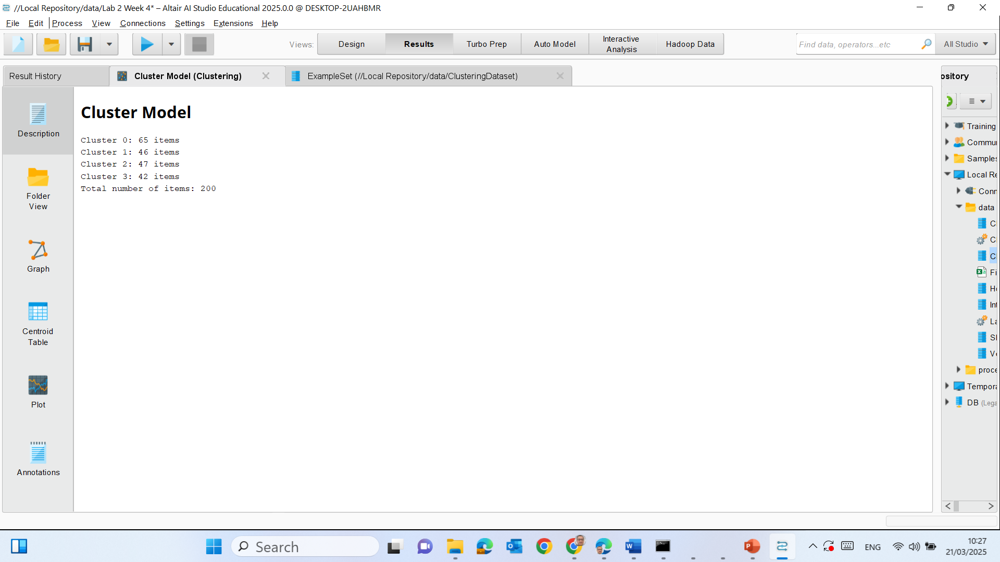 //Local Repository/data/Lab 2 Week 4* – Altair AI Studio Educational 2025.0.0 @ DESKTOP-2UAHBMR
File Edit Process View Connections Settings Extensions Help
Views: Design Results Turbo Prep Auto Model Interactive Analysis Hadoop Data
Find data, operators...etc
All Studio
Result History
Cluster Model (Clustering)
ExampleSet (//Local Repository/data/ClusteringDataset)
ository
Description
Folder
View
Graph
Centroid
Table
Plot
Annotations
Cluster Model
Cluster 0: 65 items
Cluster 1: 46 items
Cluster 2: 47 items
Cluster 3: 42 items
Total number of items: 200
Training
Commu
Samples
Local Re
Conn
data
C
C
C
Fi
H
Int
La
Sl
V
proce
Tempora
DB (Lega
Search
ENG
10:27
21/03/2025